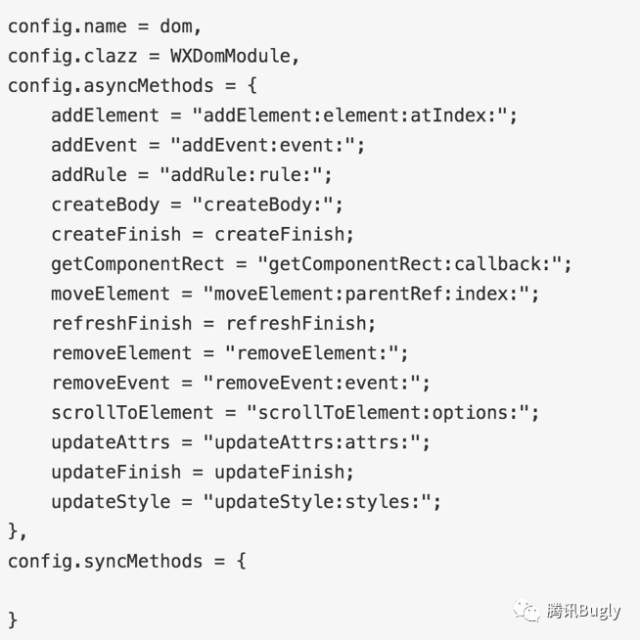 config.name = dom,
config.clazz = WXDomModule,
config.asyncMethods = {
    addElement = "addElement:element:atIndex:";
    addEvent = "addEvent:event:";
    addRule = "addRule:rule:";
    createBody = "createBody:";
    createFinish = createFinish;
    getComponentRect = "getComponentRect:callback:";
    moveElement = "moveElement:parentRef:index:";
    refreshFinish = refreshFinish;
    removeElement = "removeElement:";
    removeEvent = "removeEvent:event:";
    scrollToElement = "scrollToElement:options:";
    updateAttrs = "updateAttrs:attrs:";
    updateFinish = updateFinish;
    updateStyle = "updateStyle:styles:";
},
config.syncMethods = {
腾讯Bugly
}